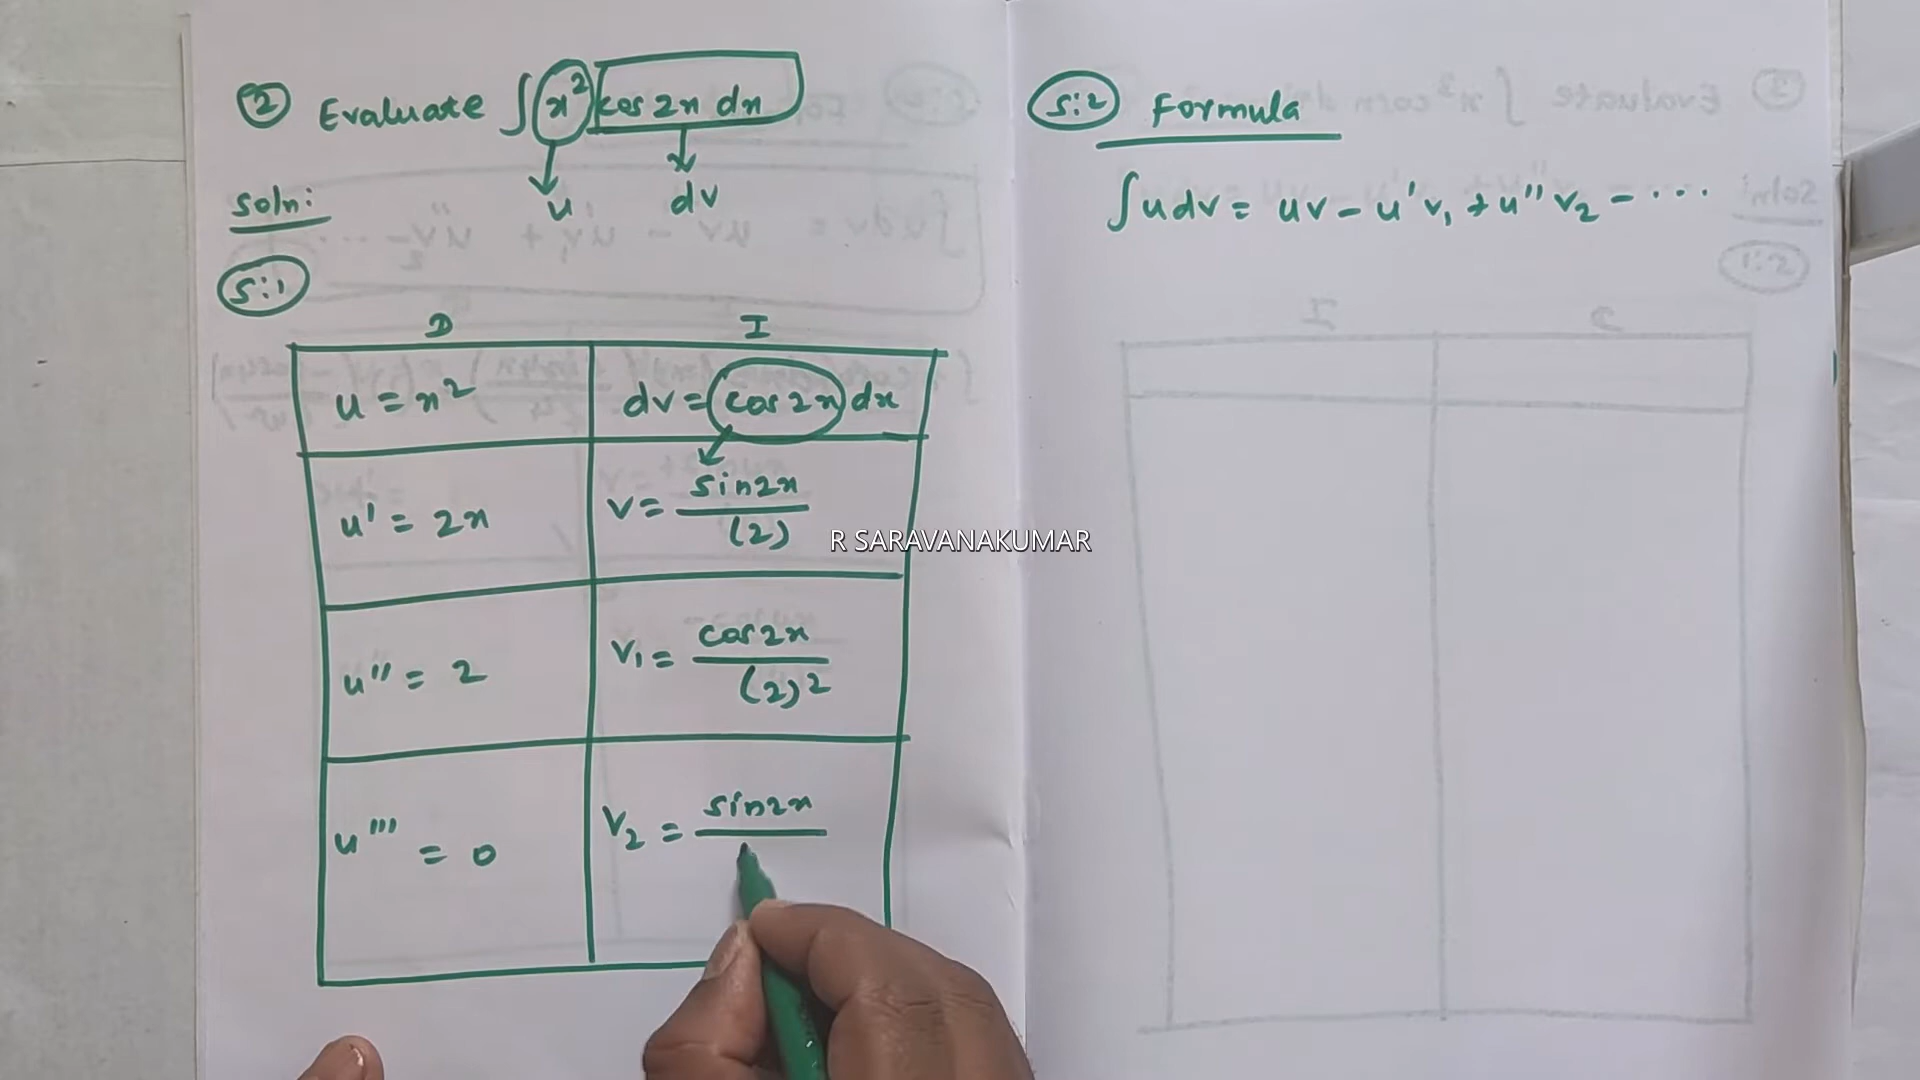 ② Evaluate ∫ x² cos 2x dx
u dv
Soln:
S:1
D I
u = x² dv = cos 2x dx
u' = 2x v = sin2x / (2)
u'' = 2 v₁ = cos2x / (2)²
u''' = 0 v₂ = sin2x
S:2 Formula
∫ u dv = uv - u'v₁ + u''v₂ - ...
R SARAVANAKUMAR